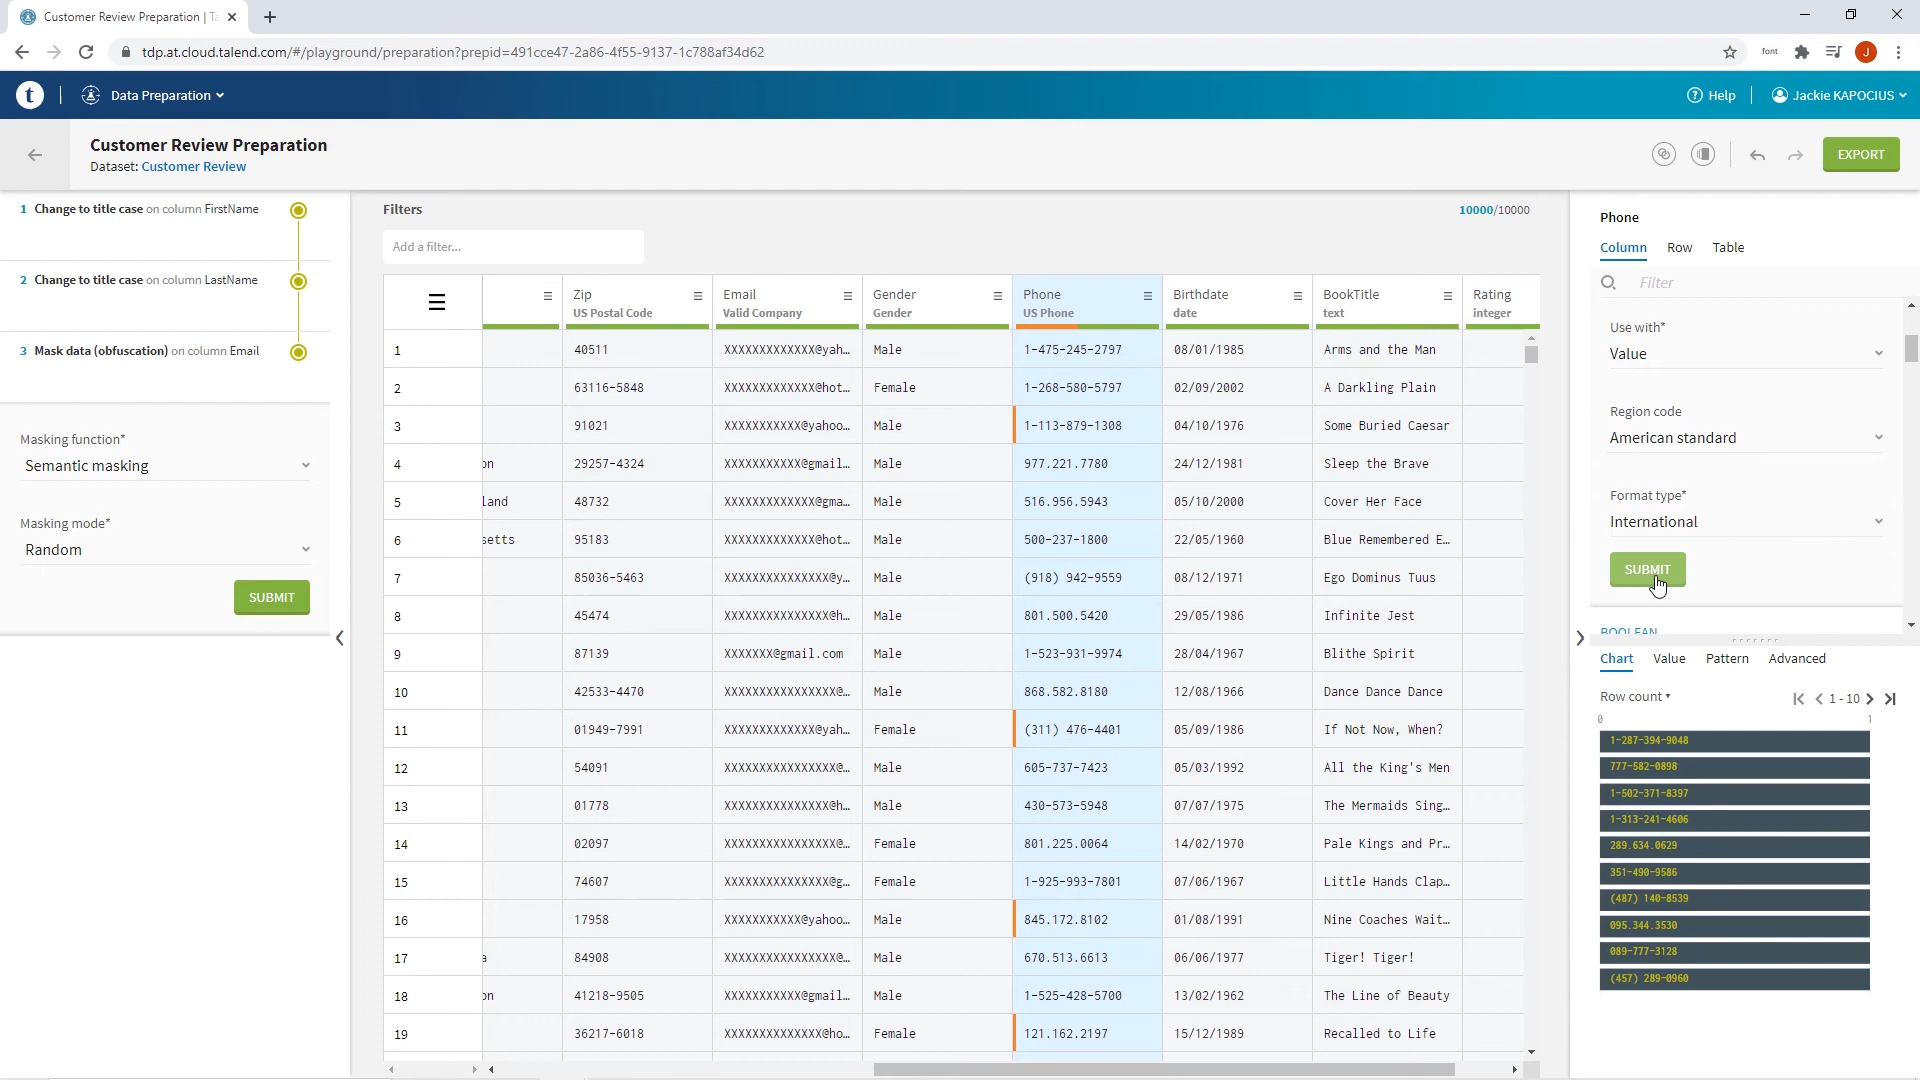 Customer Review Preparation | Ta
tdp.at.cloud.talend.com/#/playground/preparation?prepid=491cce47-2a86-4f55-9137-1c788af34d62
font
J
t
Data Preparation
Help
Jackie KAPOCIUS
Customer Review Preparation
Dataset: Customer Review
EXPORT
1 Change to title case on column FirstName
2 Change to title case on column LastName
3 Mask data (obfuscation) on column Email
Masking function*
Semantic masking
Masking mode*
Random
SUBMIT
Filters
10000/10000
Add a filter...
Zip Email Gender Phone Birthdate BookTitle Rating
US Postal Code Valid Company Gender US Phone date text integer
1 40511 XXXXXXXXXXXXX@yah... Male 1-475-245-2797 08/01/1985 Arms and the Man
2 63116-5848 XXXXXXXXXXXXX@hot... Female 1-268-580-5797 02/09/2002 A Darkling Plain
3 91021 XXXXXXXXXXX@yahoo... Male 1-113-879-1308 04/10/1976 Some Buried Caesar
4 on 29257-4324 XXXXXXXXXXX@gmail... Male 977.221.7780 24/12/1981 Sleep the Brave
5 land 48732 XXXXXXXXXXXXX@gma... Male 516.956.5943 05/10/2000 Cover Her Face
6 setts 95183 XXXXXXXXXXXXX@hot... Male 500-237-1800 22/05/1960 Blue Remembered E...
7 85036-5463 XXXXXXXXXXXXXXX@y... Male (918) 942-9559 08/12/1971 Ego Dominus Tuus
8 45474 XXXXXXXXXXXXXXX@h... Male 801.500.5420 29/05/1986 Infinite Jest
9 87139 XXXXXXX@gmail.com Male 1-523-931-9974 28/04/1967 Blithe Spirit
10 42533-4470 XXXXXXXXXXXXXXXX@... Male 868.582.8180 12/08/1966 Dance Dance Dance
11 01949-7991 XXXXXXXXXXXXX@yah... Female (311) 476-4401 05/09/1986 If Not Now, When?
12 54091 XXXXXXXXXXXXXXXX@... Male 605-737-7423 05/03/1992 All the King's Men
13 01778 XXXXXXXXXXXXXXX@h... Male 430-573-5948 07/07/1975 The Mermaids Sing...
14 02097 XXXXXXXXXXXXXXXX@... Female 801.225.0064 14/02/1970 Pale Kings and Pr...
15 74607 XXXXXXXXXXXXXXX@g... Female 1-925-993-7801 07/06/1967 Little Hands Clap...
16 17958 XXXXXXXXXXX@yahoo... Male 845.172.8102 01/08/1991 Nine Coaches Wait...
17 a 84908 XXXXXXXXXXXXXXXX@... Male 670.513.6613 06/06/1977 Tiger! Tiger!
18 on 41218-9505 XXXXXXXXXXX@gmail... Male 1-525-428-5700 13/02/1962 The Line of Beauty
19 36217-6018 XXXXXXXXXXXXXX@ho... Female 121.162.2197 15/12/1989 Recalled to Life
Phone
Column Row Table
Filter
Use with*
Value
Region code
American standard
Format type*
International
SUBMIT
BOOLEAN
Chart Value Pattern Advanced
Row count 1 - 10
0 1
1-287-394-9048
777-582-0898
1-502-371-8397
1-313-241-4606
289.634.0629
351-490-9586
(487) 140-8539
095.344.3530
089-777-3128
(457) 289-0960